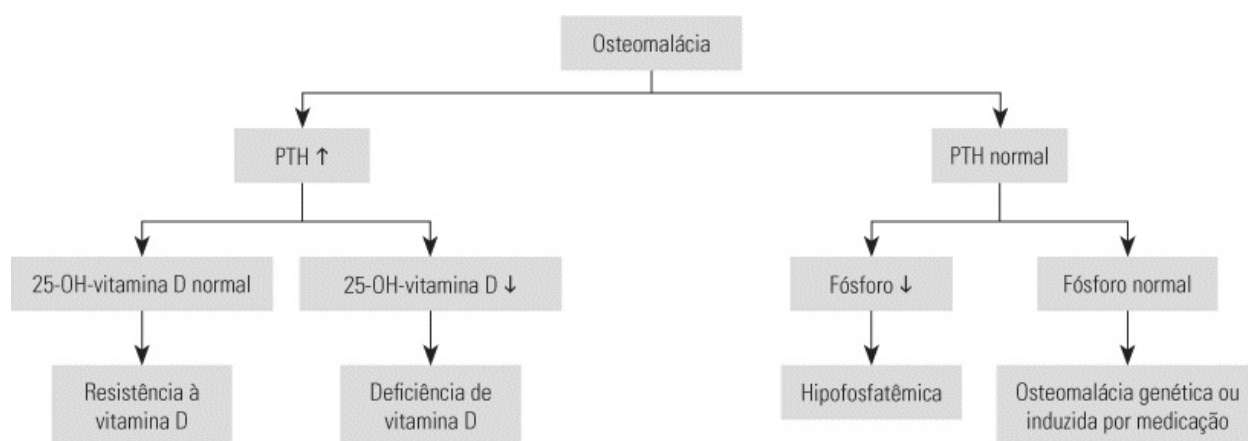 Osteomalácia
PTH ↑
PTH normal
25-OH-vitamina D normal
25-OH-vitamina D ↓
Fósforo ↓
Fósforo normal
Resistência à
vitamina D
Deficiência de
vitamina D
Hipofosfatêmica
Osteomalácia genética ou
induzida por medicação